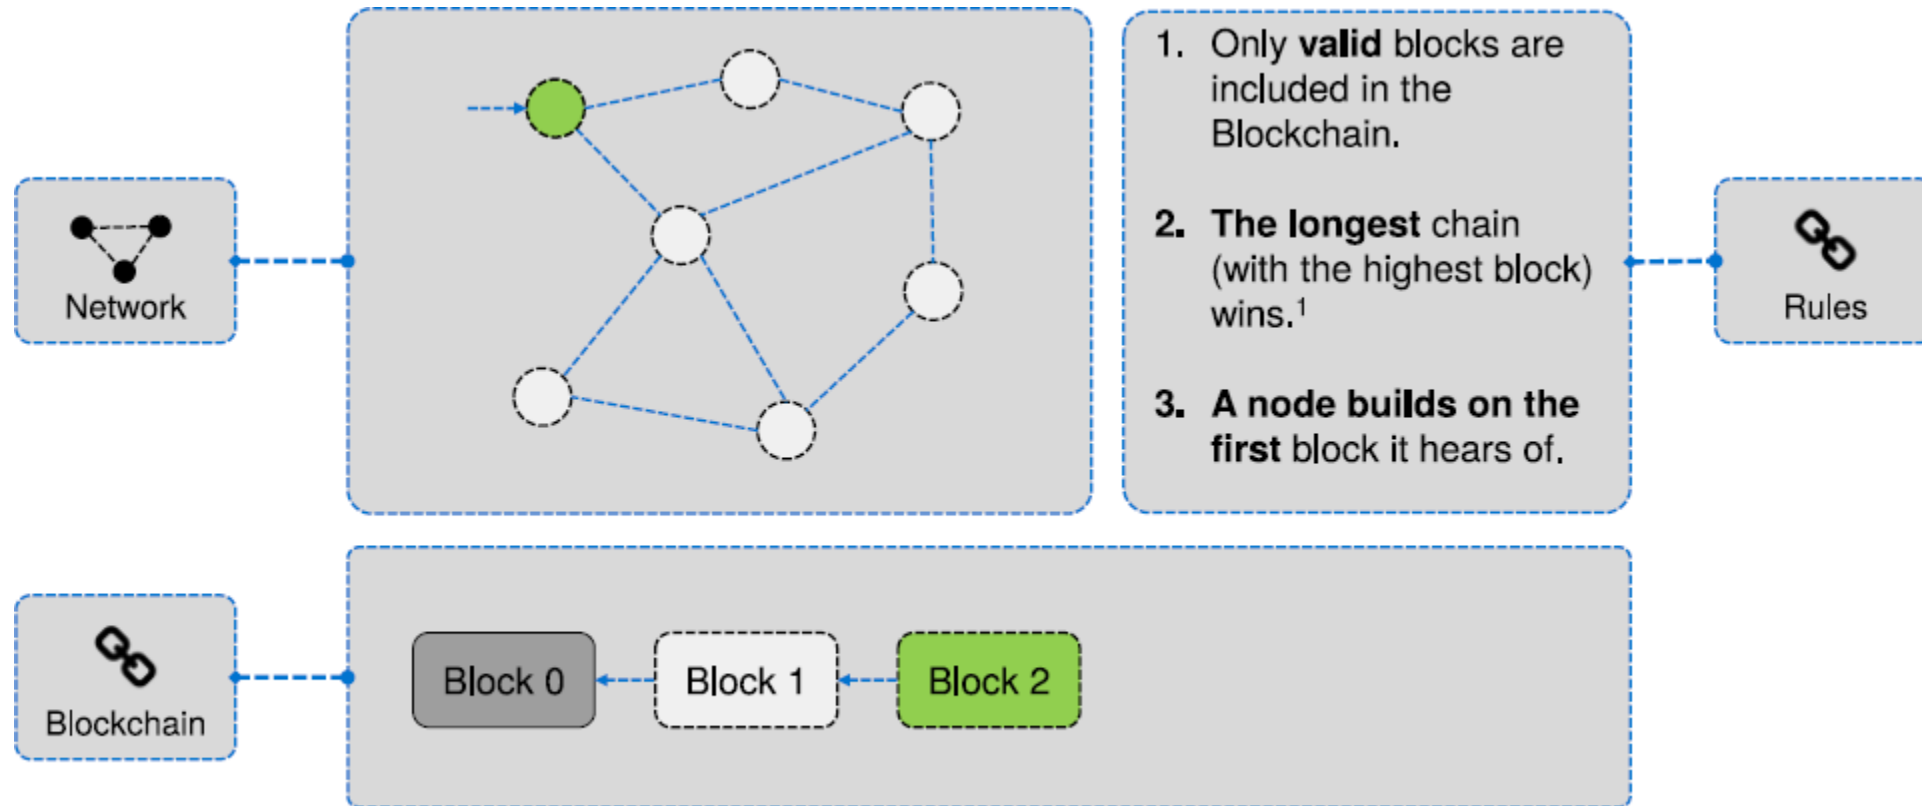 Network
1. Only valid blocks are
included in the
Blockchain.
2. The longest chain
(with the highest block)
wins.¹
3. A node builds on the
first block it hears of.
Rules
Blockchain
Block 0
Block 1
Block 2